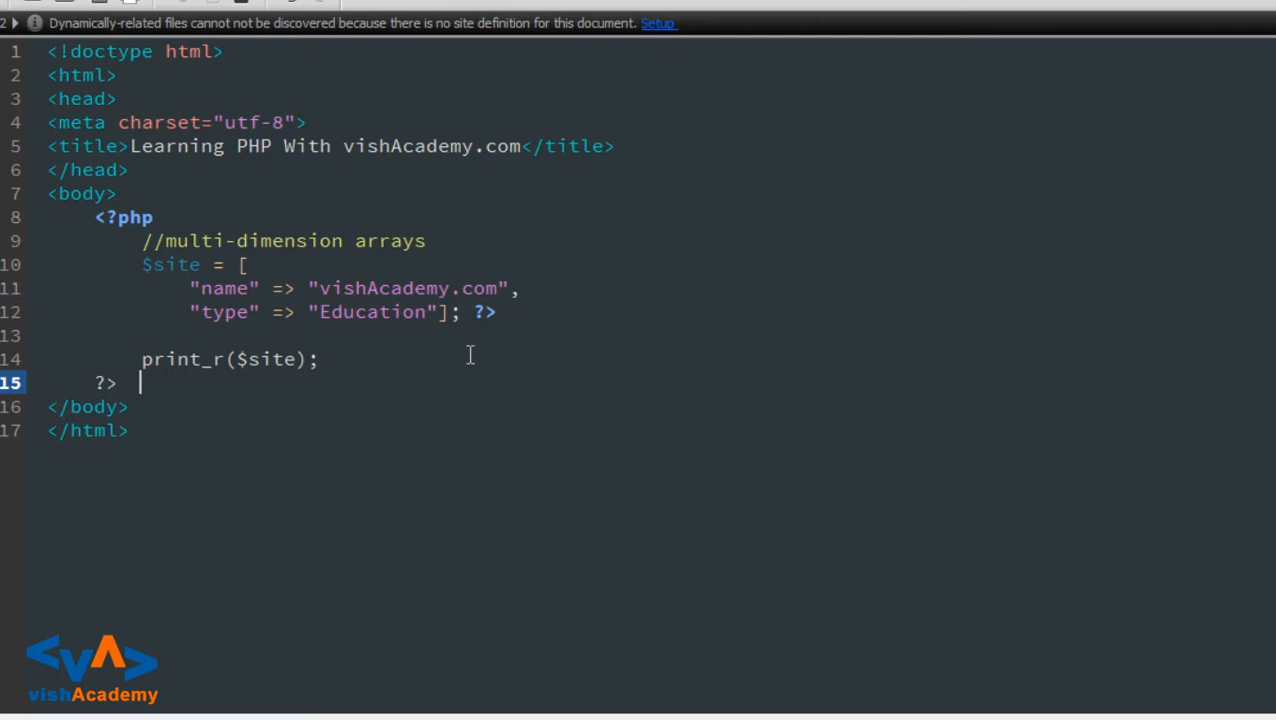 2 Dynamically-related files cannot not be discovered because there is no site definition for this document. Setup
1 <!doctype html>
2 <html>
3 <head>
4 <meta charset="utf-8">
5 <title>Learning PHP With vishAcademy.com</title>
6 </head>
7 <body>
8 <?php
9 //multi-dimension arrays
10 $site = [
11 "name" => "vishAcademy.com",
12 "type" => "Education"]; ?>
13
14 print_r($site);
15 ?>
16 </body>
17 </html>
<VA>
vishAcademy